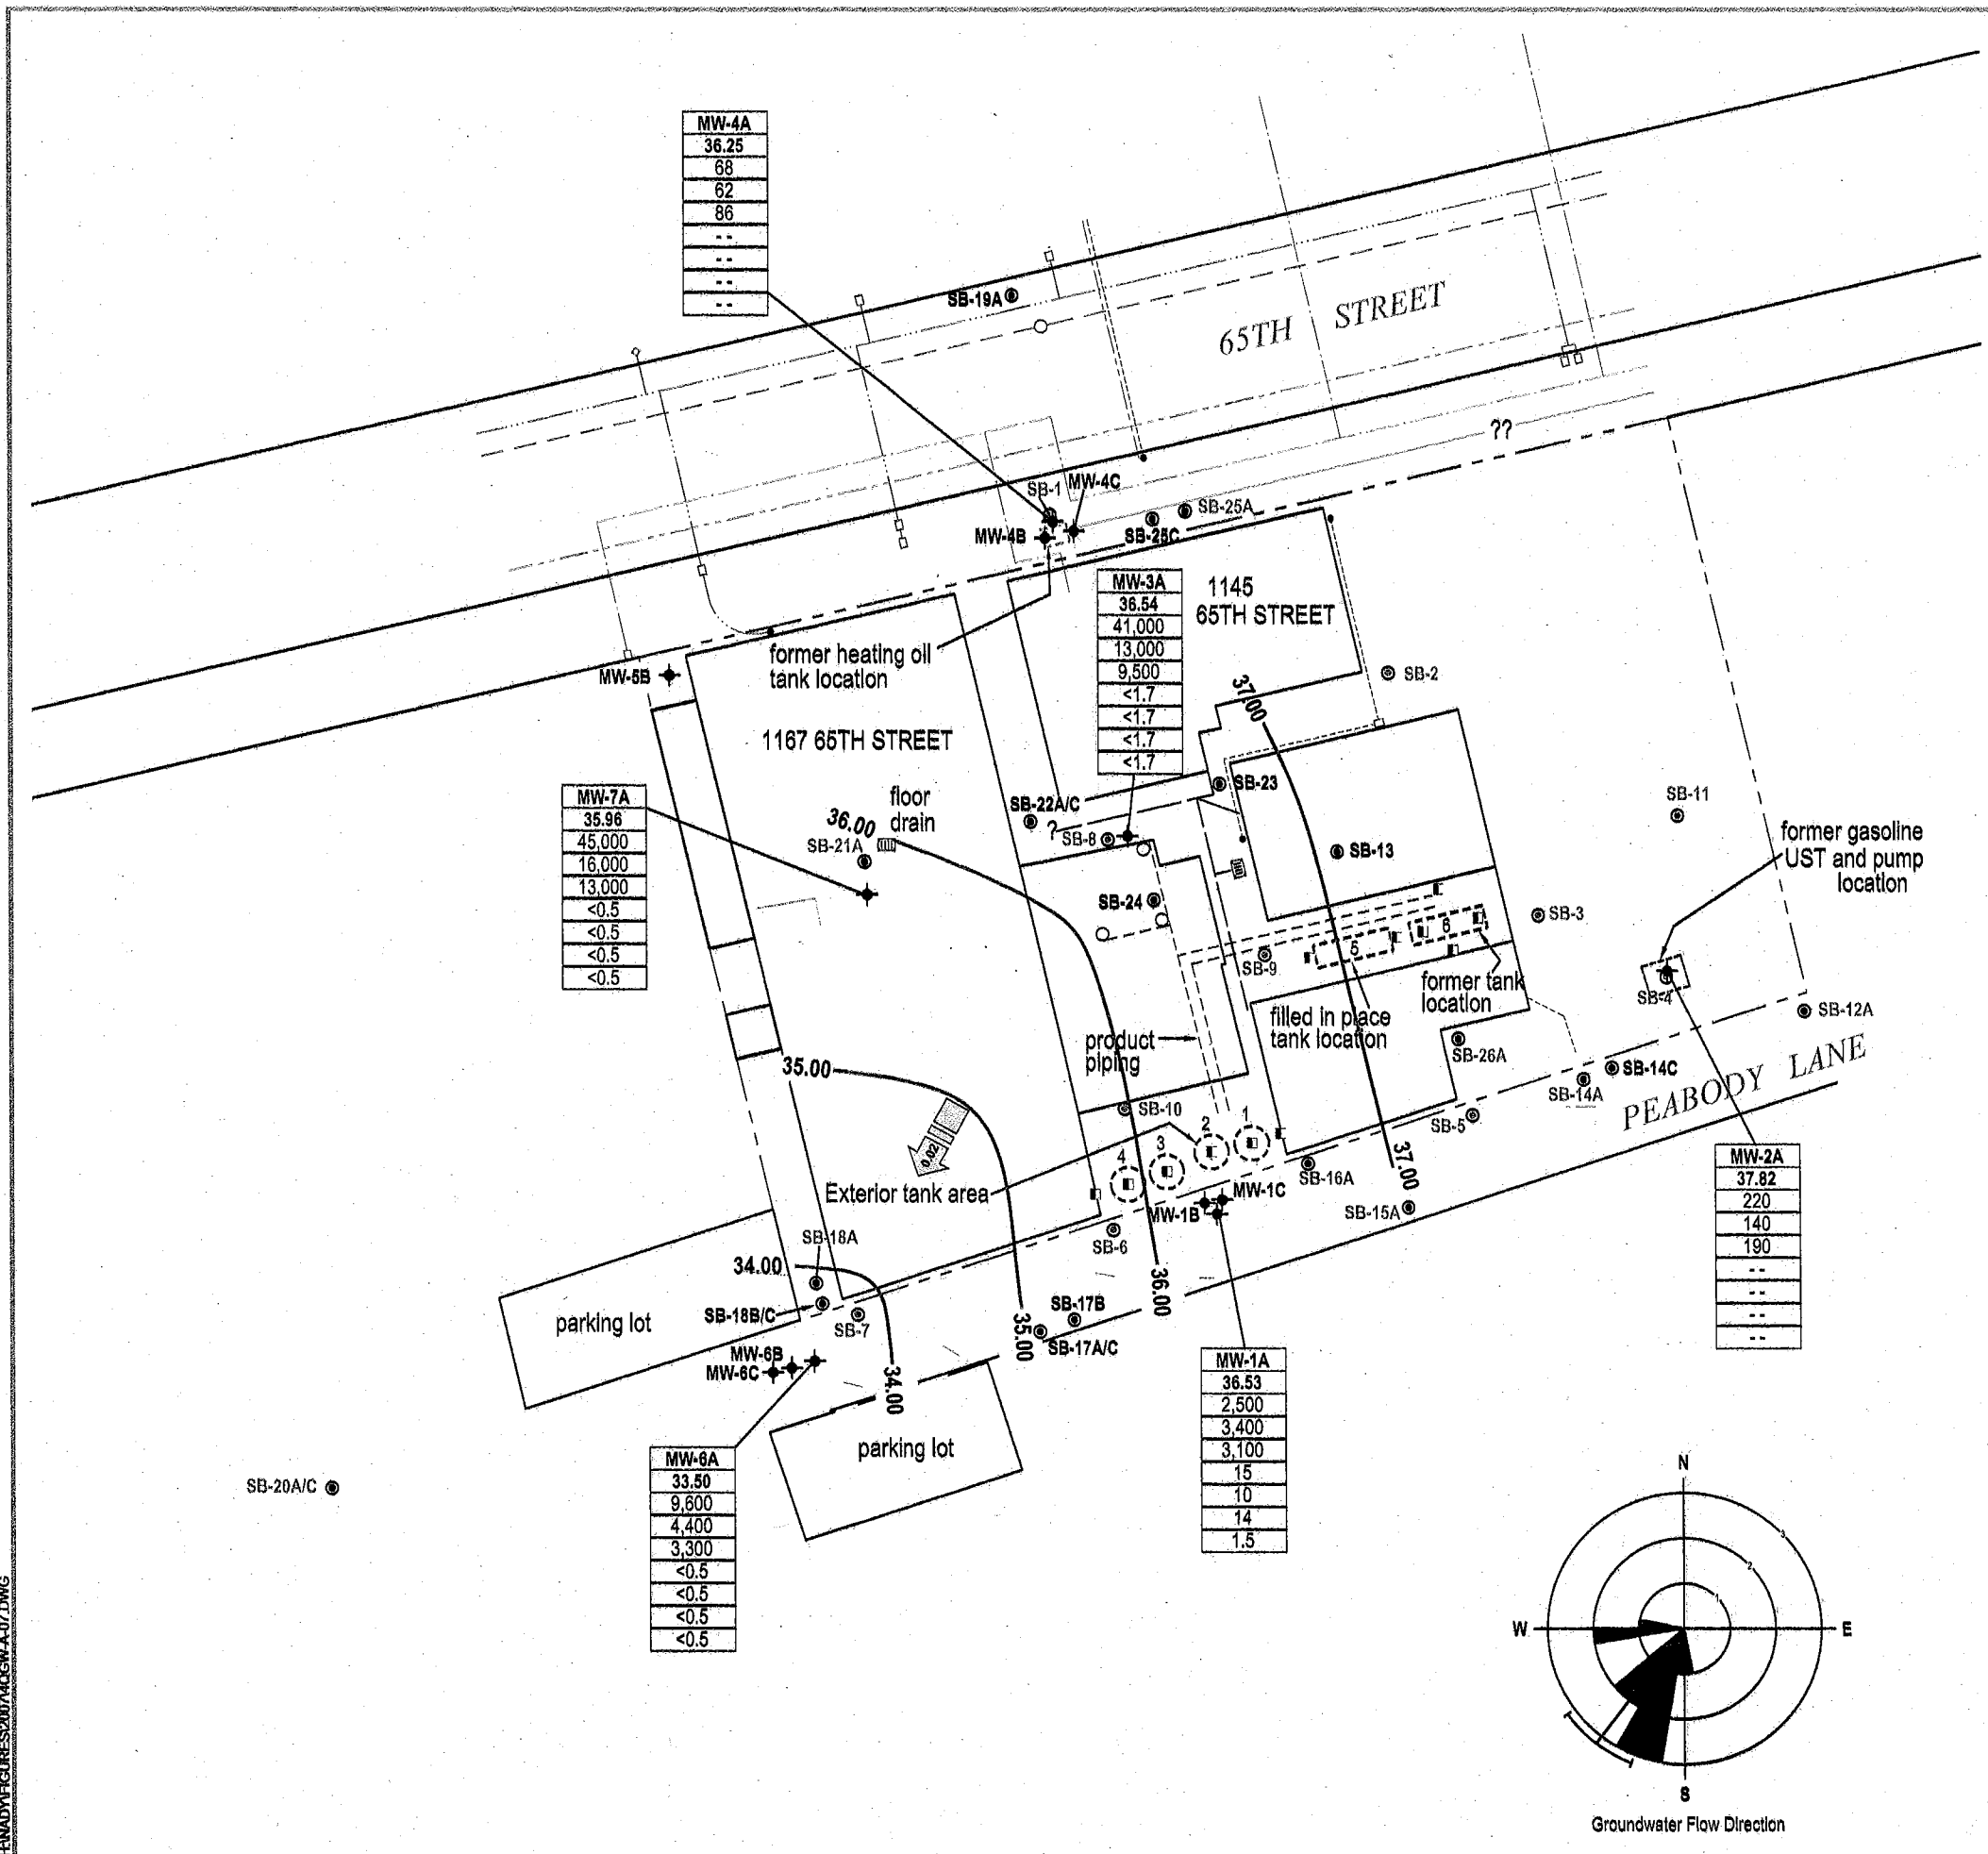 MW-4A
36.25
68
62
86
--
--
--
--
SB-19A
65TH STREET
??
SB-1
MW-4C
MW-4B
SB-25A
SB-25C
MW-3A
36.54
41,000
13,000
9,500
<1.7
<1.7
<1.7
<1.7
1145
65TH STREET
former heating oil
tank location
MW-5B
1167 65TH STREET
37.00
SB-2
MW-7A
35.96
45,000
16,000
13,000
<0.5
<0.5
<0.5
<0.5
floor
drain
36.00
SB-21A
SB-22A/C
?
SB-8
SB-23
SB-13
SB-24
SB-11
former gasoline
UST and pump
location
SB-3
SB-9
5
6
SB-4
SB-12A
former tank
location
filled in place
tank location
product
piping
SB-26A
SB-14C
SB-14A
PEABODY LANE
35.00
SB-10
SB-5
1
2
3
4
0.02
Exterior tank area
37.00
SB-16A
MW-1C
MW-1B
SB-15A
SB-6
MW-2A
37.82
220
140
190
--
--
--
--
SB-18A
34.00
36.00
SB-18B/C
SB-7
SB-17B
35.00
SB-17A/C
parking lot
MW-6B
MW-6C
34.00
MW-1A
36.53
2,500
3,400
3,100
15
10
14
1.5
parking lot
MW-6A
33.50
9,600
4,400
3,300
<0.5
<0.5
<0.5
<0.5
SB-20A/C
N
3
2
1
W
E
S
Groundwater Flow Direction